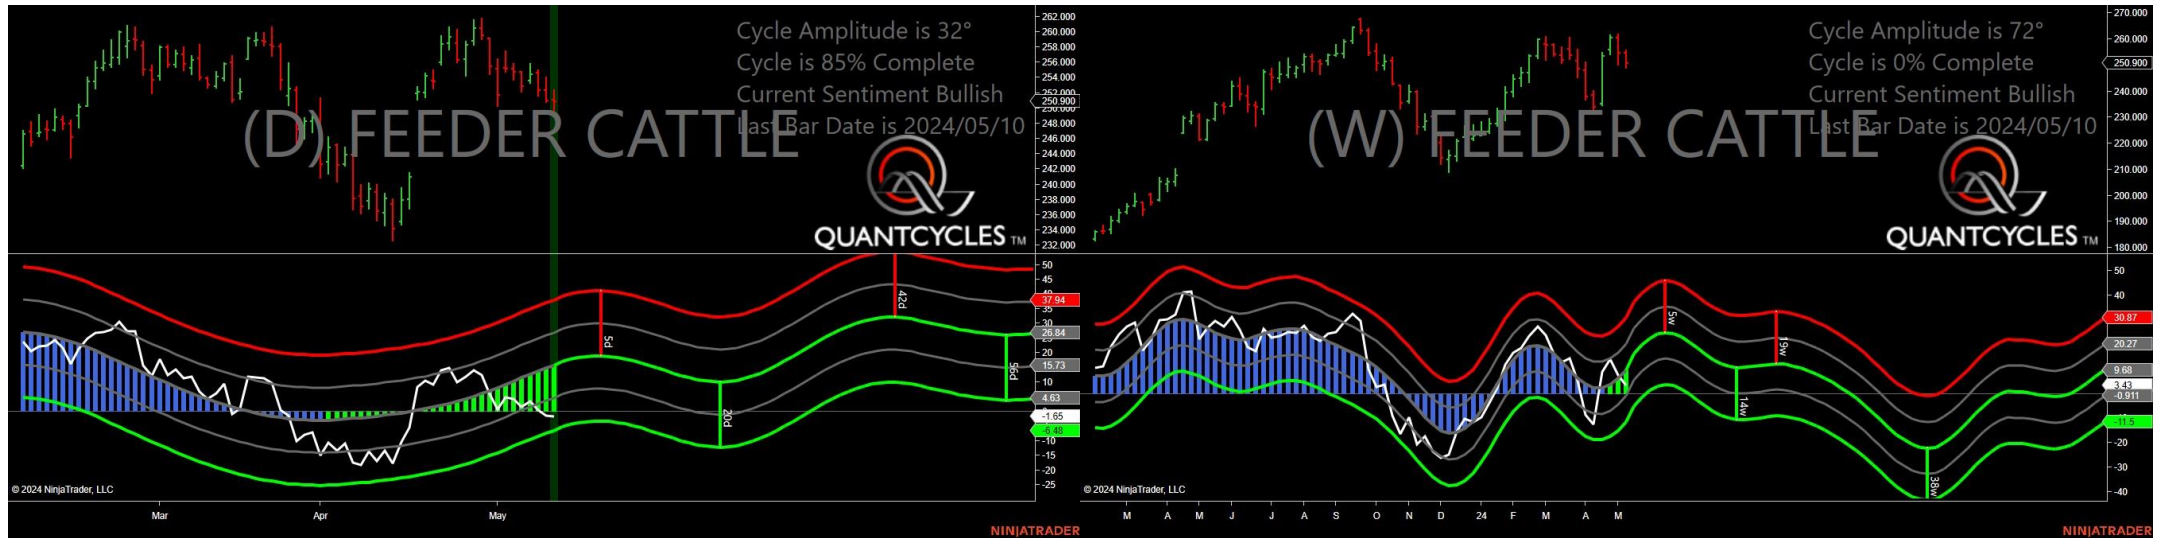 Cycle Amplitude is 32°
Cycle is 85% Complete
Current Sentiment Bullish
Last Bar Date is 2024/05/10
(D) FEEDER CATTLE
QUANTCYCLES TM
262.000
260.000
258.000
256.000
254.000
252.000
250.900
248.000
246.000
244.000
242.000
240.000
238.000
236.000
234.000
232.000
50
45
37.94
35
30
26.84
20
15.73
10
4.63
-1.65
-6.48
-10
-15
-20
-25
5d
20d
42d
56d
© 2024 NinjaTrader, LLC
Mar Apr May
NINJATRADER
Cycle Amplitude is 72°
Cycle is 0% Complete
Current Sentiment Bullish
Last Bar Date is 2024/05/10
(W) FEEDER CATTLE
QUANTCYCLES TM
270.000
260.000
250.900
240.000
230.000
220.000
210.000
200.000
190.000
180.000
50
40
30.87
20.27
9.68
3.43
-0.911
-11.5
-20
-30
-40
5w
14w
19w
38w
© 2024 NinjaTrader, LLC
M A M J J A S O N D 24 F M A M
NINJATRADER